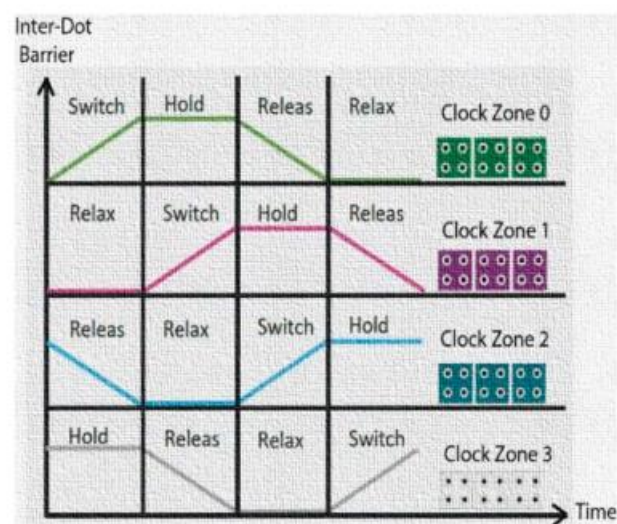 Inter-Dot
Barrier
Switch Hold Releas Relax Clock Zone 0
Relax Switch Hold Releas Clock Zone 1
Releas Relax Switch Hold Clock Zone 2
Hold Releas Relax Switch Clock Zone 3
Time